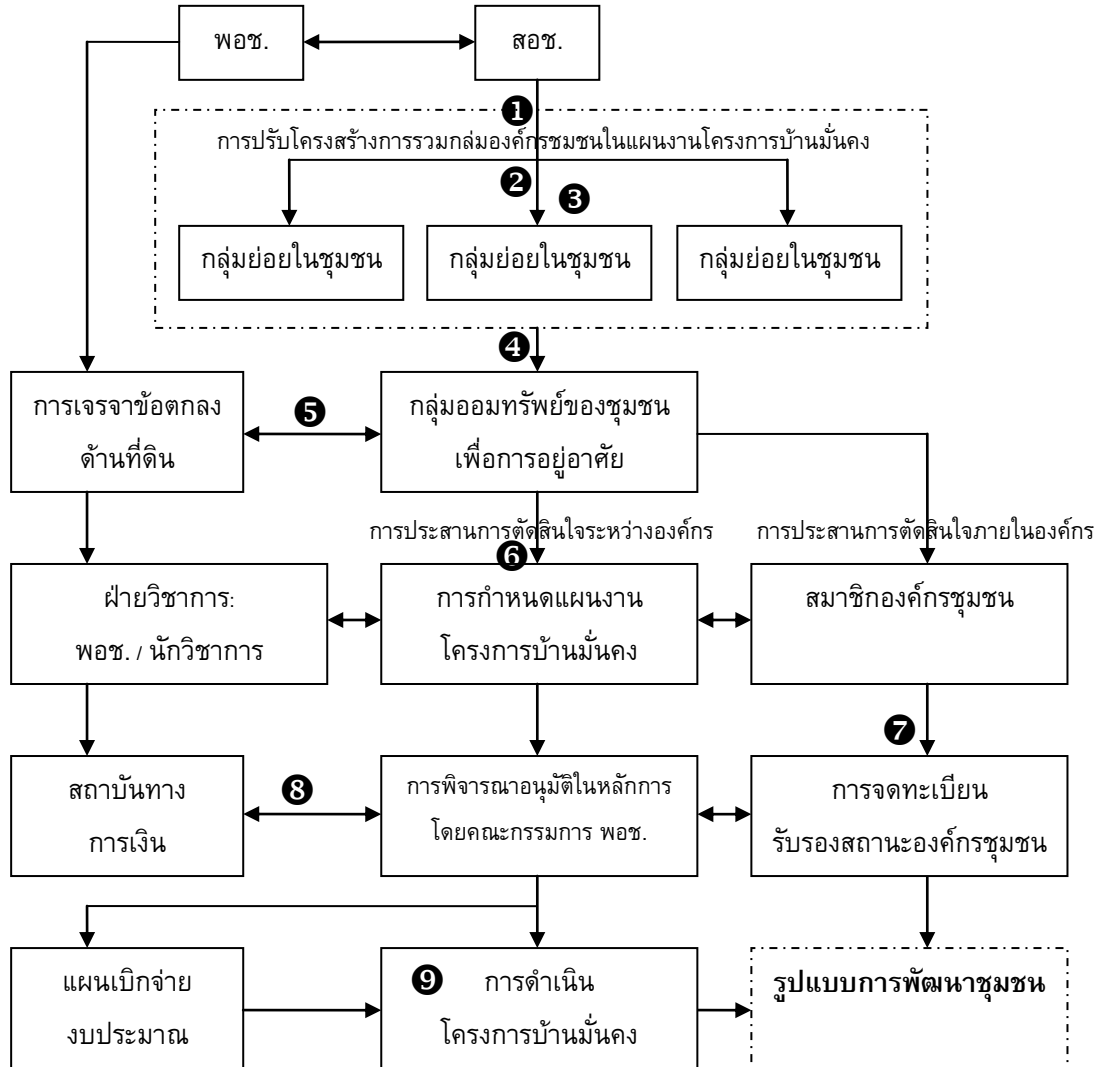 พอช.
สอช.
❶
การปรับโครงสร้างการรวมกล่มองค์กรชุมชนในแผนงานโครงการบ้านมั่นคง
❷
❸
กลุ่มย่อยในชุมชน
กลุ่มย่อยในชุมชน
กลุ่มย่อยในชุมชน
❹
การเจรจาข้อตกลง
ด้านที่ดิน
❺
กลุ่มออมทรัพย์ของชุมชน
เพื่อการอยู่อาศัย
การประสานการตัดสินใจระหว่างองค์กร
การประสานการตัดสินใจภายในองค์กร
❻
ฝ่ายวิชาการ:
พอช. / นักวิชาการ
การกำหนดแผนงาน
โครงการบ้านมั่นคง
สมาชิกองค์กรชุมชน
❼
สถาบันทาง
การเงิน
❽
การพิจารณาอนุมัติในหลักการ
โดยคณะกรรมการ พอช.
การจดทะเบียน
รับรองสถานะองค์กรชุมชน
แผนเบิกจ่าย
งบประมาณ
❾
การดำเนิน
โครงการบ้านมั่นคง
รูปแบบการพัฒนาชุมชน